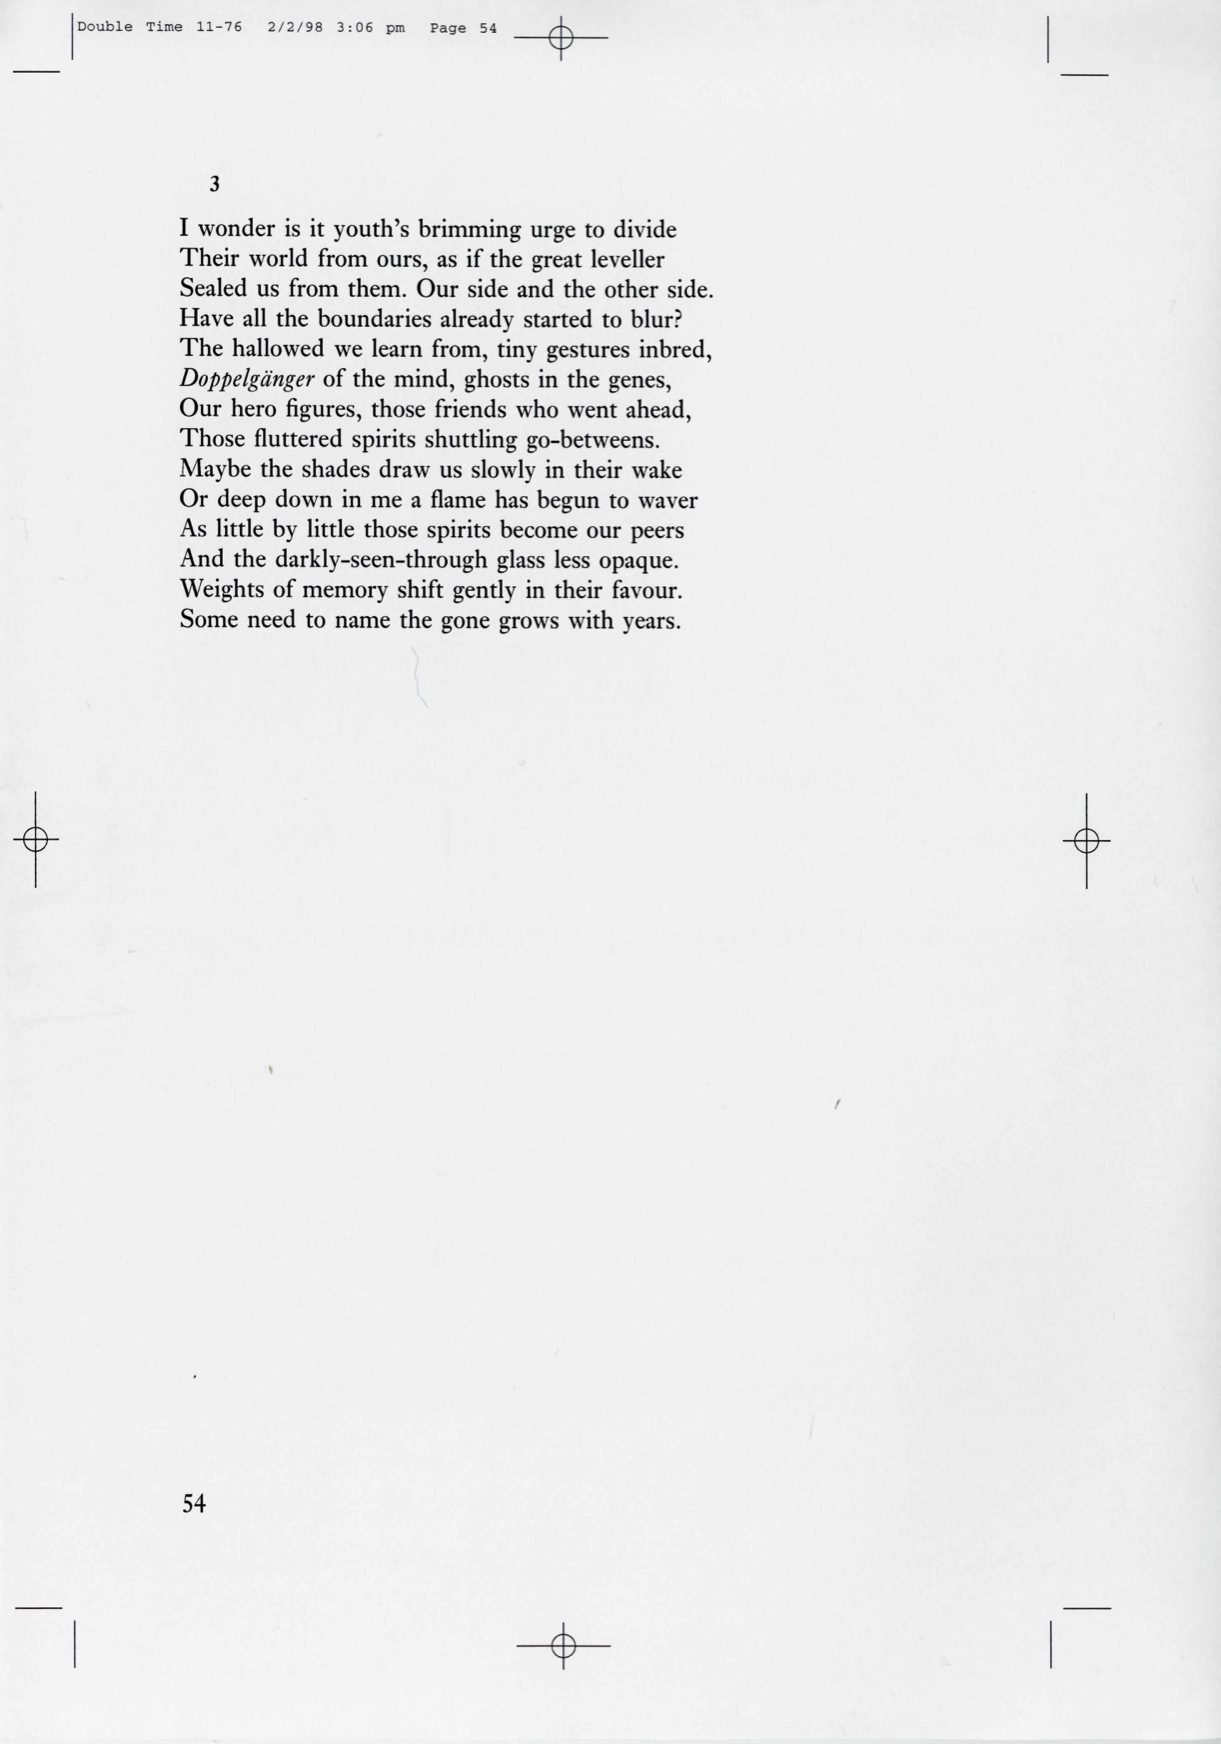 Double Time 11-76 2/2/98 3:06 pm Page 54
3
I wonder is it youth's brimming urge to divide
Their world from ours, as if the great leveller
Sealed us from them. Our side and the other side.
Have all the boundaries already started to blur?
The hallowed we learn from, tiny gestures inbred,
Doppelgänger of the mind, ghosts in the genes,
Our hero figures, those friends who went ahead,
Those fluttered spirits shuttling go-betweens.
Maybe the shades draw us slowly in their wake
Or deep down in me a flame has begun to waver
As little by little those spirits become our peers
And the darkly-seen-through glass less opaque.
Weights of memory shift gently in their favour.
Some need to name the gone grows with years.
54